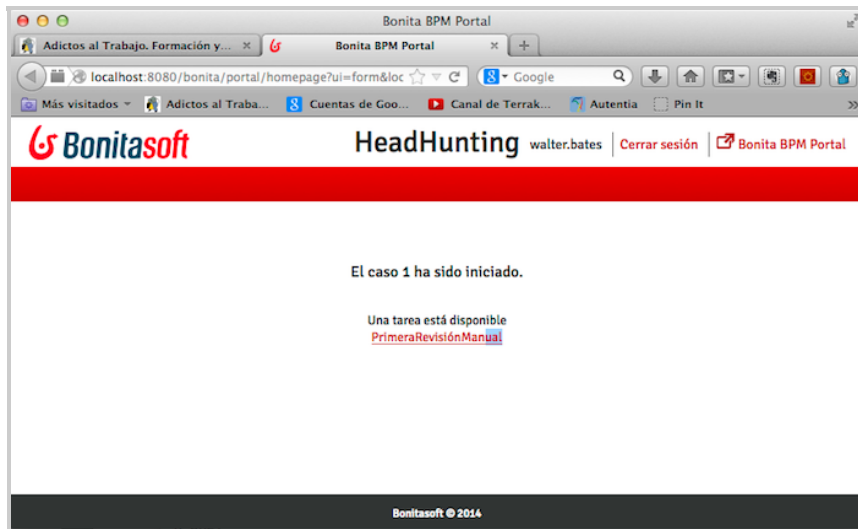 Bonita BPM Portal
Adictos al Trabajo. Formación y... Bonita BPM Portal
localhost:8080/bonita/portal/homepage?ui=form&loc Google
Más visitados Adictos al Traba... Cuentas de Goo... Canal de Terrak... Autentia Pin It
Bonitasoft HeadHunting walter.bates Cerrar sesión Bonita BPM Portal
El caso 1 ha sido iniciado.
Una tarea está disponible
PrimeraRevisiónManual
Bonitasoft © 2014